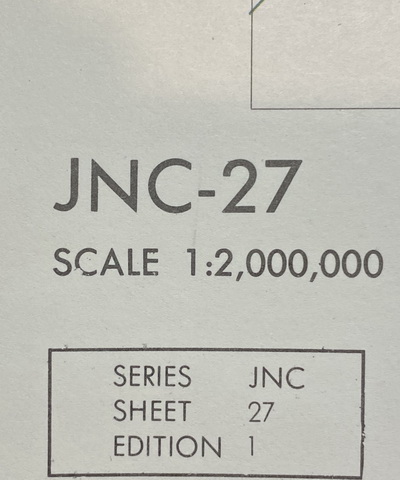 JNC-27
SCALE 1:2,000,000
SERIES JNC
SHEET 27
EDITION 1